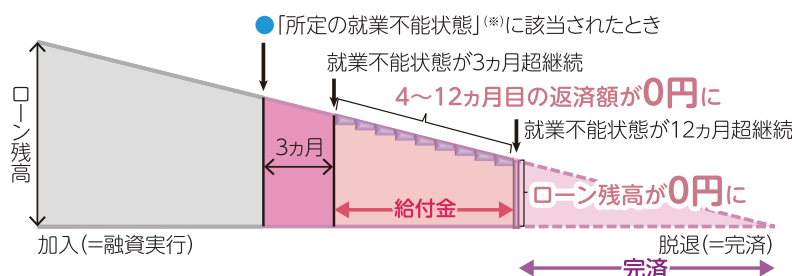 ●「所定の就業不能状態」(※)に該当されたとき
就業不能状態が3ヵ月超継続
4～12ヵ月目の返済額が0円に
就業不能状態が12ヵ月超継続
ローン残高
3ヵ月
給付金
ローン残高が0円に
加入(=融資実行)
脱退(=完済)
完済